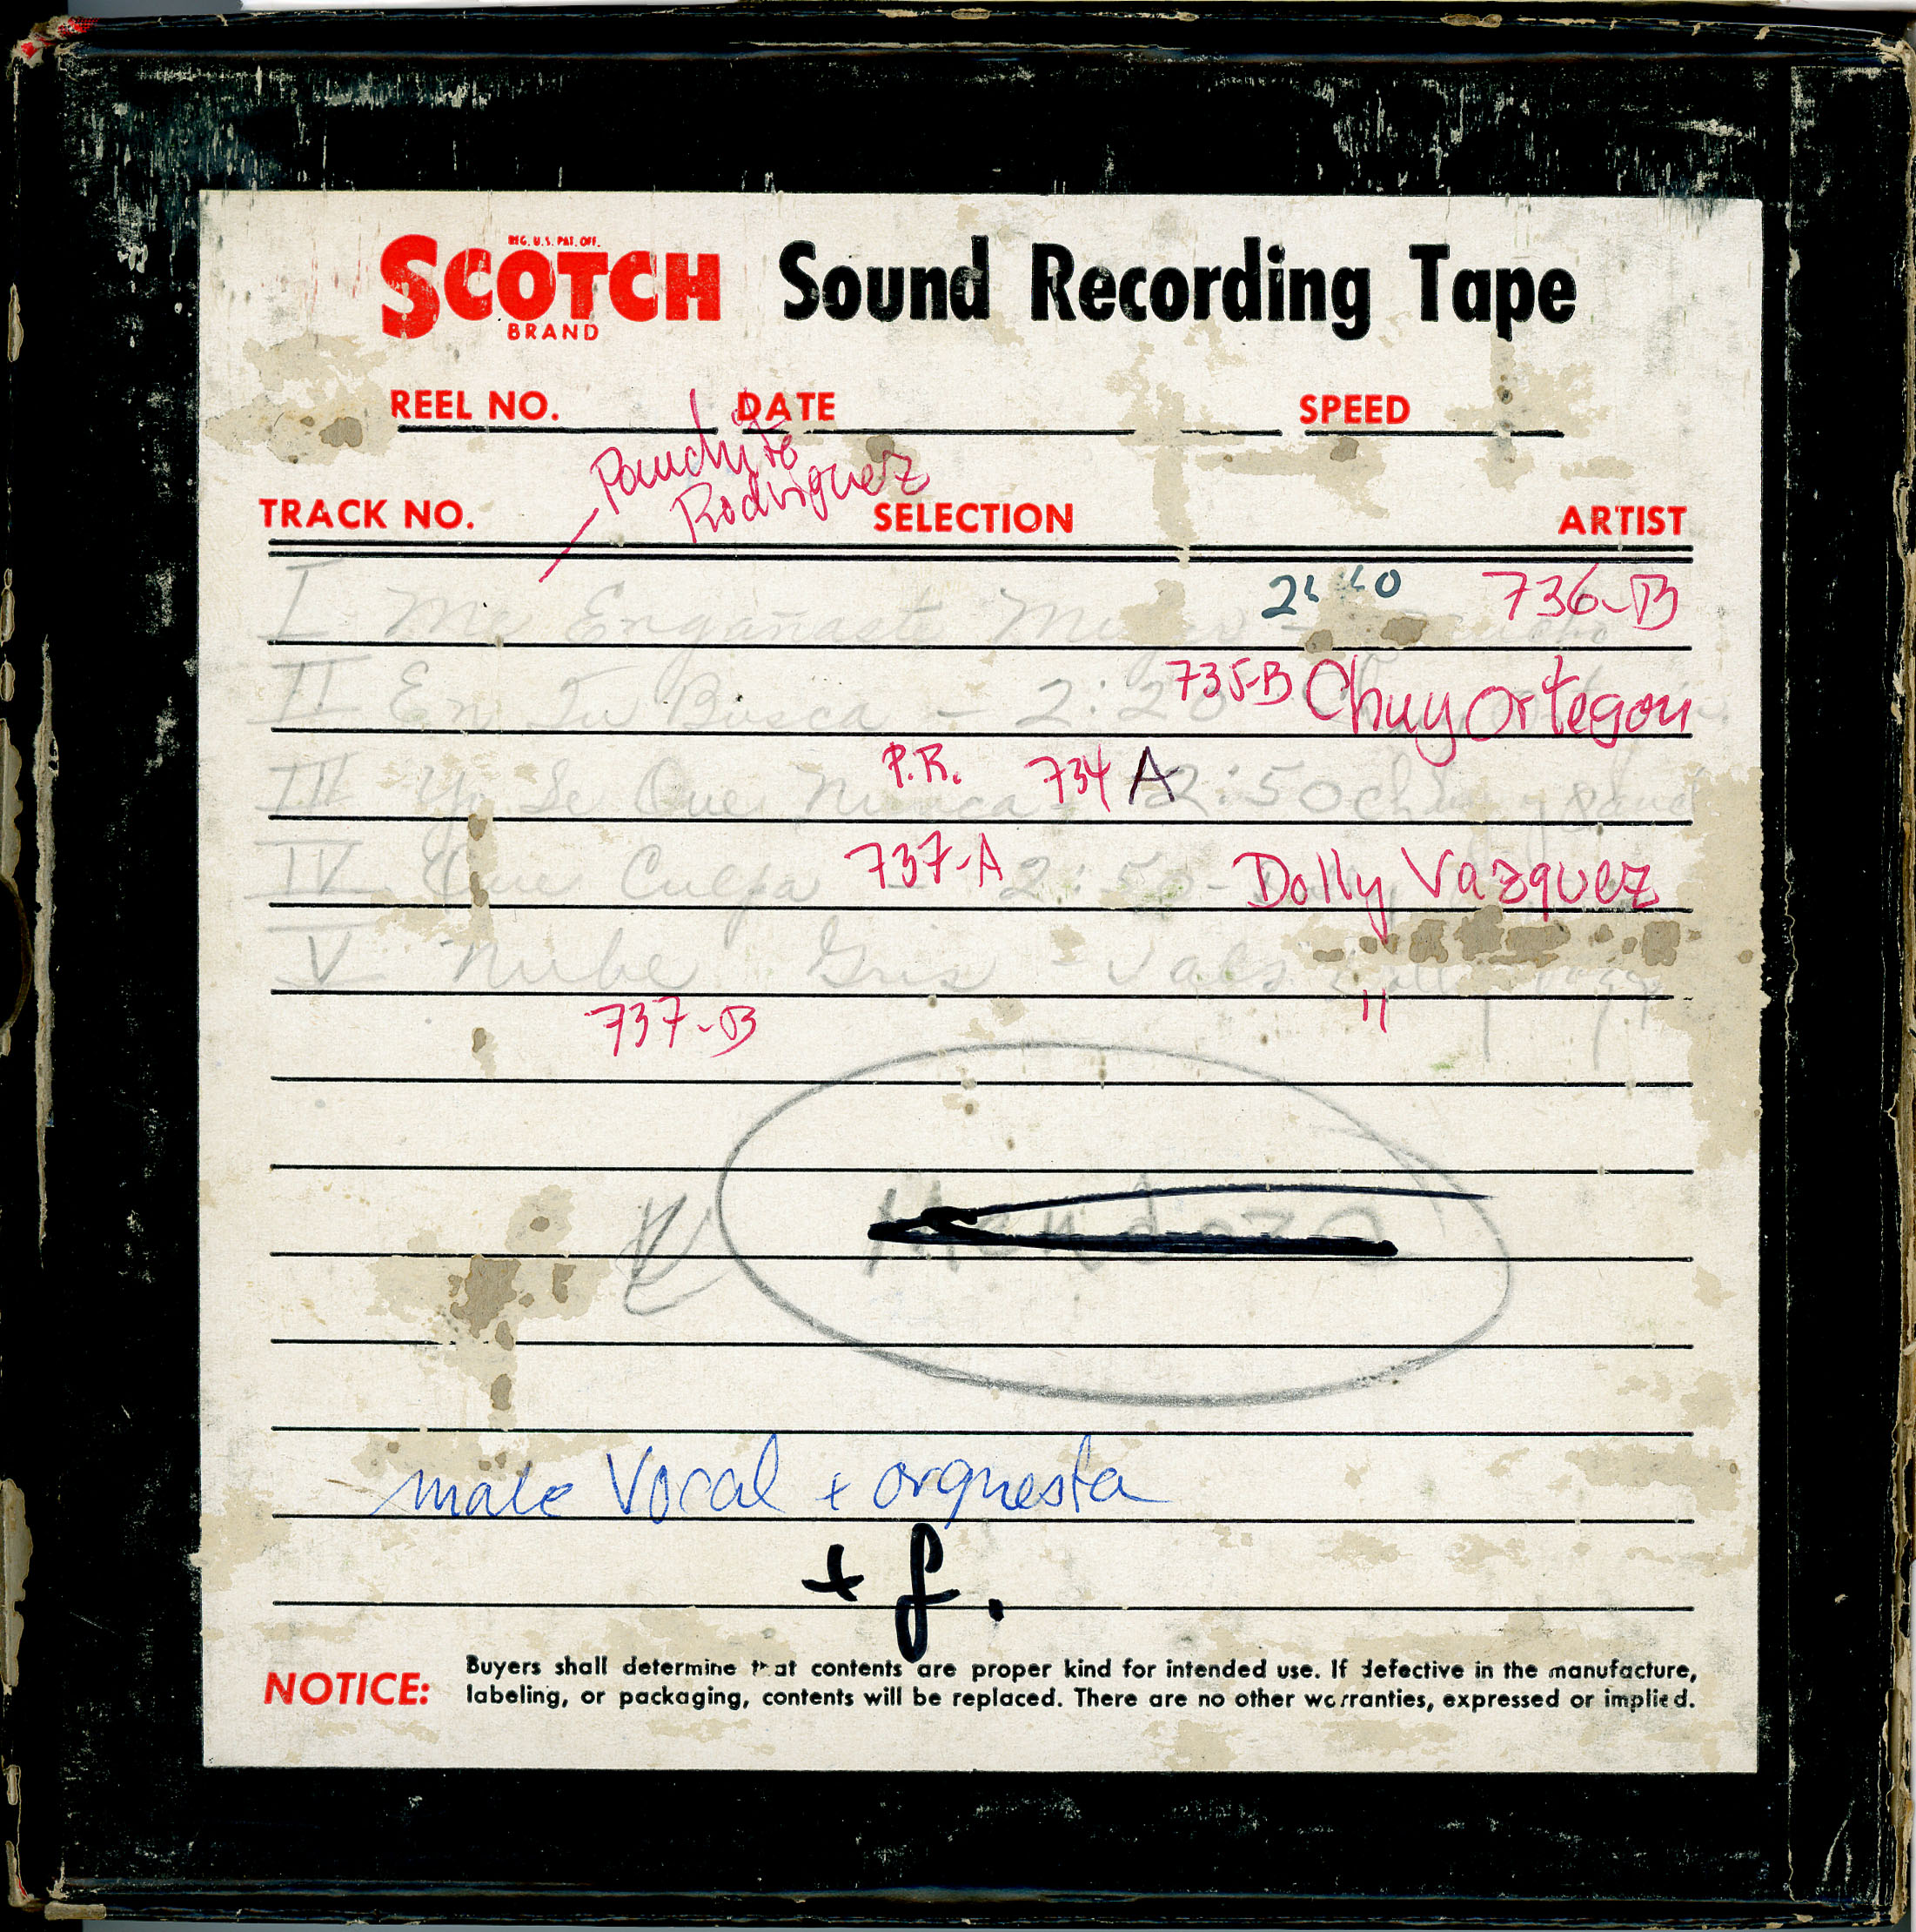 REG. U.S. PAT. OFF.
SCOTCH Sound Recording Tape
BRAND
REEL NO. DATE SPEED
Panchito
Rodriguez
TRACK NO. SELECTION ARTIST
I Me Engañaste 736-B
II En Tu Busca - 2:20 735-B Chuy Ortegon
P.R. 734 A
III Yo Se Que Nunca - 2:50
IV Que Culpa - 2:50 - 737-A Dolly Vazquez
V Nube Gris - Vals
737-B "
Mendoza
male Vocal + orquesta
+ f.
NOTICE: Buyers shall determine that contents are proper kind for intended use. If defective in the manufacture,
labeling, or packaging, contents will be replaced. There are no other warranties, expressed or implied.